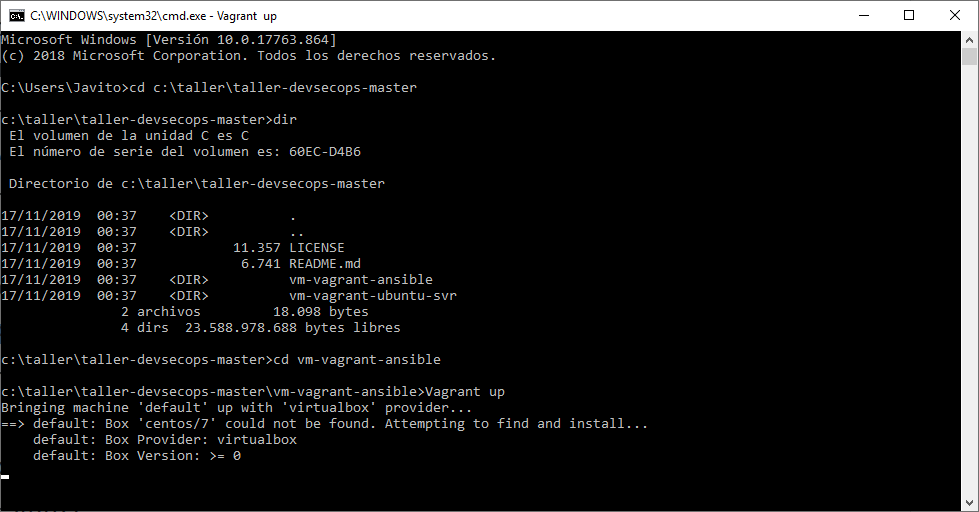 C:\WINDOWS\system32\cmd.exe - Vagrant  up
Microsoft Windows [Versión 10.0.17763.864]
(c) 2018 Microsoft Corporation. Todos los derechos reservados.
C:\Users\Javito>cd c:\taller\taller-devsecops-master
c:\taller\taller-devsecops-master>dir
 El volumen de la unidad C es C
 El número de serie del volumen es: 60EC-D4B6
 Directorio de c:\taller\taller-devsecops-master
17/11/2019  00:37    <DIR>          .
17/11/2019  00:37    <DIR>          ..
17/11/2019  00:37            11.357 LICENSE
17/11/2019  00:37             6.741 README.md
17/11/2019  00:37    <DIR>          vm-vagrant-ansible
17/11/2019  00:37    <DIR>          vm-vagrant-ubuntu-svr
               2 archivos         18.098 bytes
               4 dirs  23.588.978.688 bytes libres
c:\taller\taller-devsecops-master>cd vm-vagrant-ansible
c:\taller\taller-devsecops-master\vm-vagrant-ansible>Vagrant up
Bringing machine 'default' up with 'virtualbox' provider...
==> default: Box 'centos/7' could not be found. Attempting to find and install...
    default: Box Provider: virtualbox
    default: Box Version: >= 0